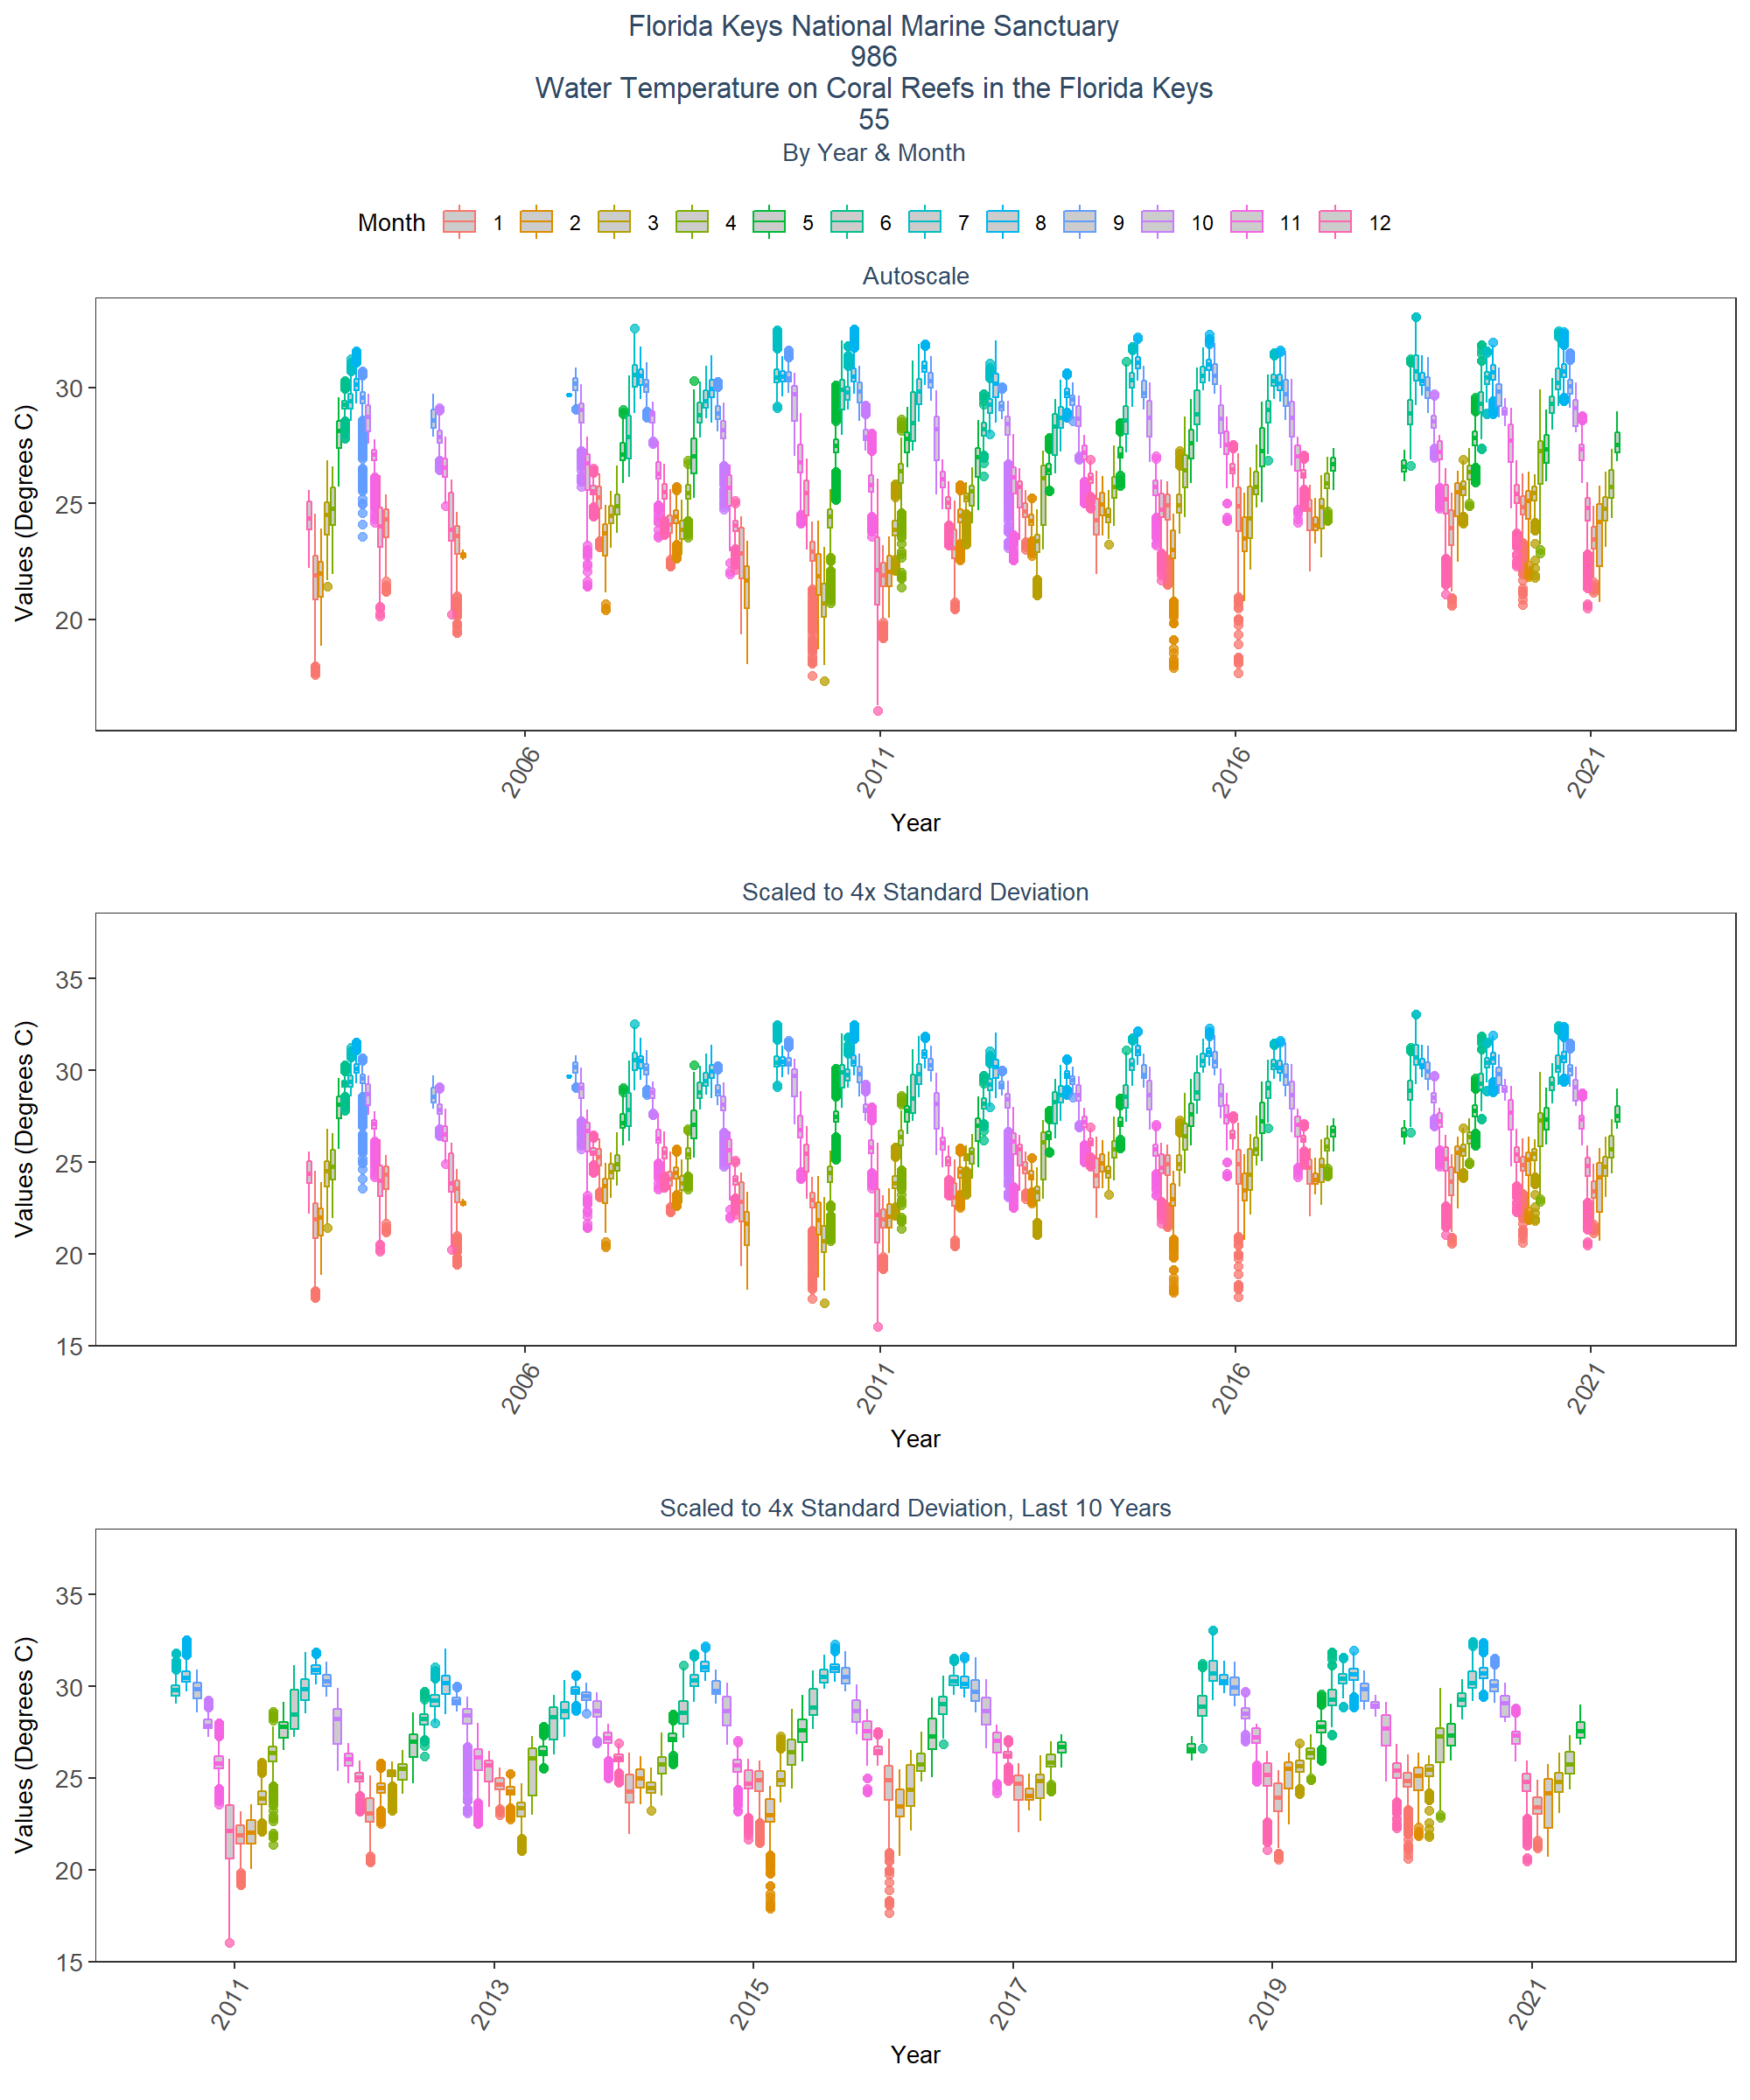 Florida Keys National Marine Sanctuary
986
Water Temperature on Coral Reefs in the Florida Keys
55
By Year & Month
Month 1 2 3 4 5 6 7 8 9 10 11 12
Autoscale
Values (Degrees C)
30
25
20
2006 2011 2016 2021
Year
Scaled to 4x Standard Deviation
Values (Degrees C)
35
30
25
20
15
2006 2011 2016 2021
Year
Scaled to 4x Standard Deviation, Last 10 Years
Values (Degrees C)
35
30
25
20
15
2011 2013 2015 2017 2019 2021
Year